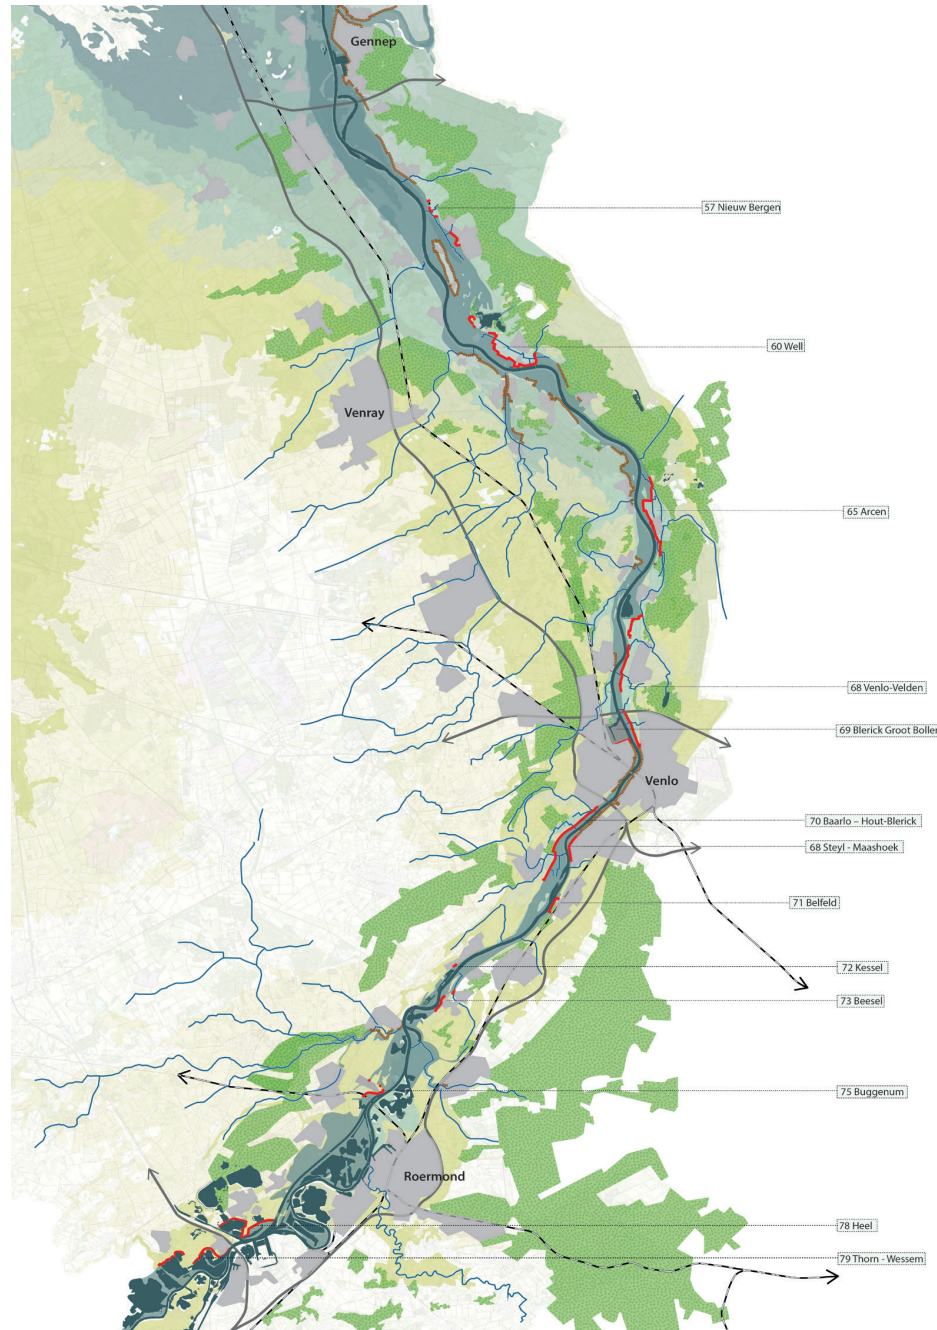 Gennep
57 Nieuw Bergen
60 Well
Venray
65 Arcen
68 Venlo-Velden
69 Blerick Groot Boller
Venlo
70 Baarlo – Hout-Blerick
68 Steyl - Maashoek
71 Belfeld
72 Kessel
73 Beesel
75 Buggenum
Roermond
78 Heel
79 Thorn - Wessem